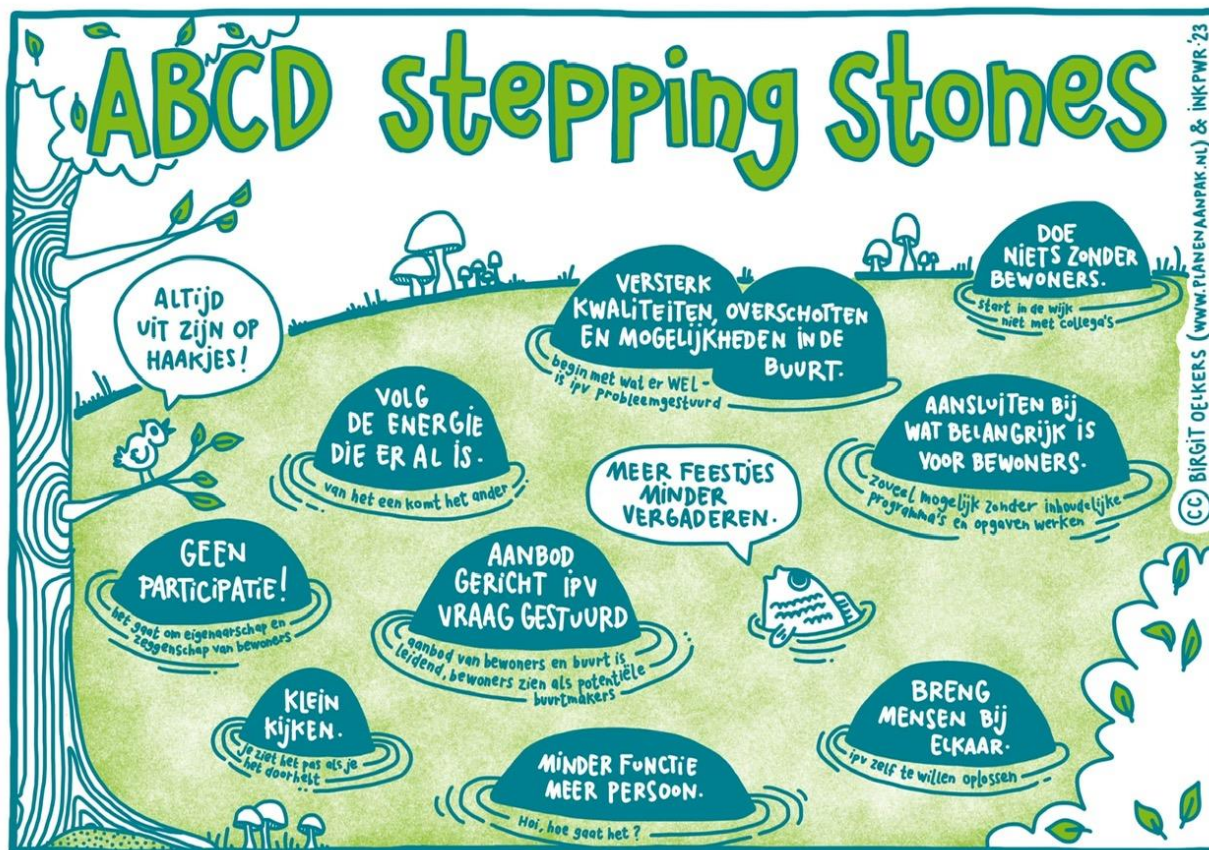 ABCD stepping stones
DOE
NIETS ZONDER
BEWONERS.
start in de wijk
niet met collega's
VERSTERK
KWALITEITEN, OVERSCHOTTEN
EN MOGELIJKHEDEN IN DE
BUURT.
begin met wat er WEL
is ipv probleemgestuurd
ALTIJD
UIT ZIJN OP
HAAKJES!
VOLG
DE ENERGIE
DIE ER AL IS.
van het een komt het ander
AANSLUITEN BIJ
WAT BELANGRIJK IS
VOOR BEWONERS.
zoveel mogelijk zonder inhoudelijke
programma's en opgaven werken
MEER FEESTJES
MINDER
VERGADEREN.
GEEN
PARTICIPATIE!
het gaat om eigenaarschap en
zeggenschap van bewoners
AANBOD
GERICHT IPV
VRAAG GESTUURD
aanbod van bewoners en buurt is
leidend, bewoners zien als potentiële
buurtmakers
KLEIN
KIJKEN.
je ziet het pas als je
het doorhebt
MINDER FUNCTIE
MEER PERSOON.
Hoi, hoe gaat het?
BRENG
MENSEN BIJ
ELKAAR.
ipv zelf te willen oplossen
(CC) BIRGIT OELKERS (WWW.PLANENAANPAK.NL) & INKPWR.'23